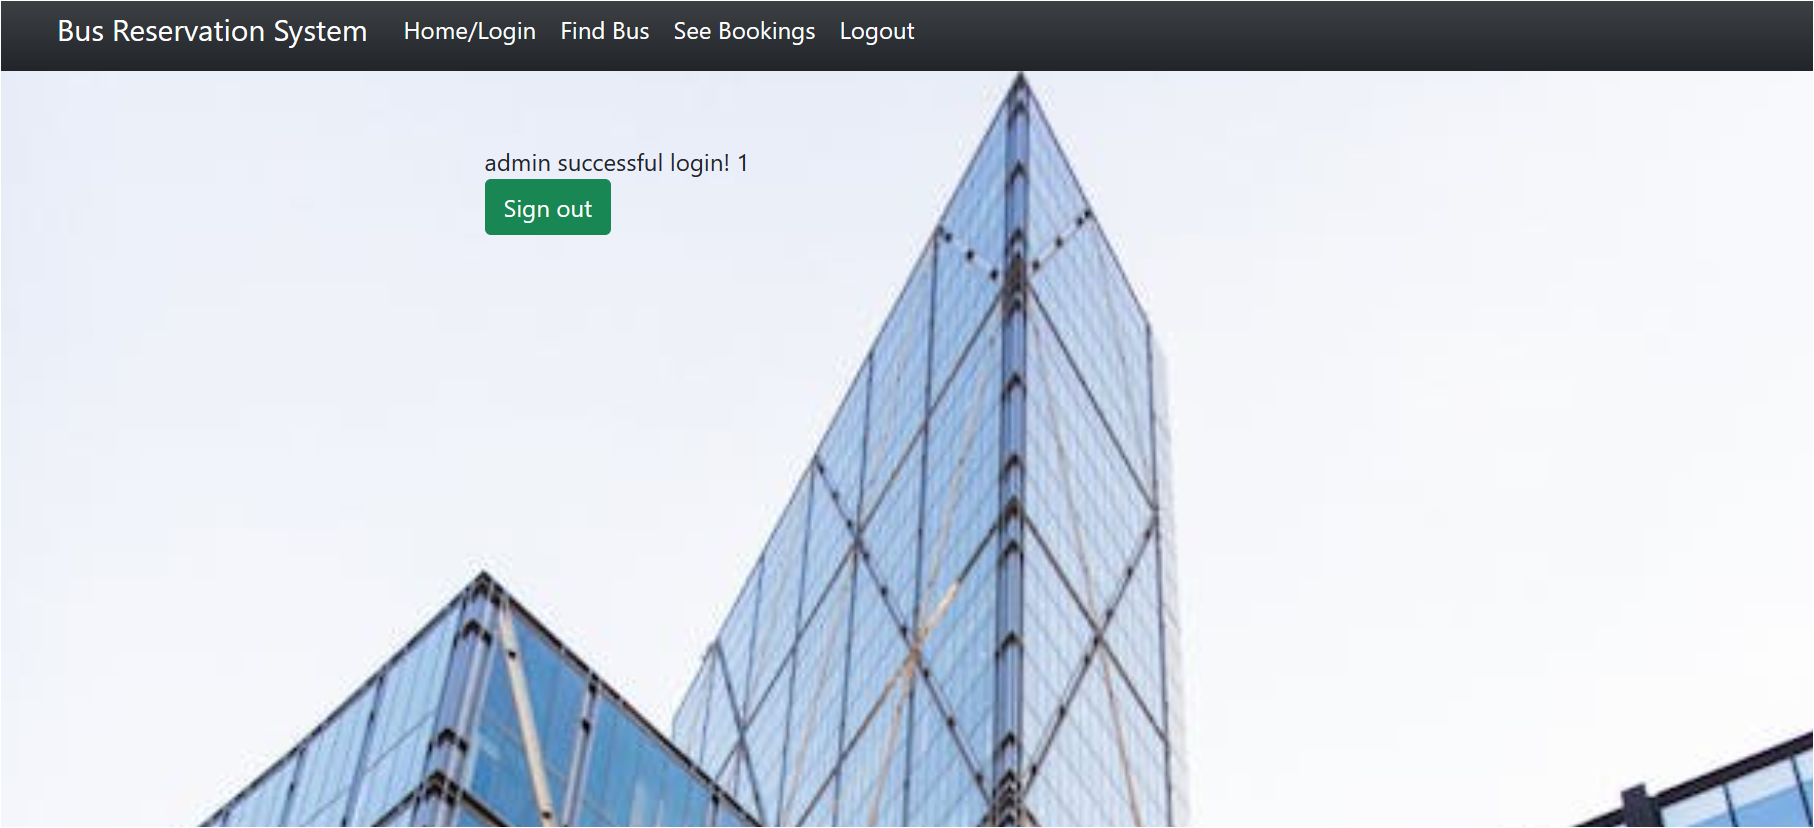 Bus Reservation System Home/Login Find Bus See Bookings Logout
admin successful login! 1
Sign out